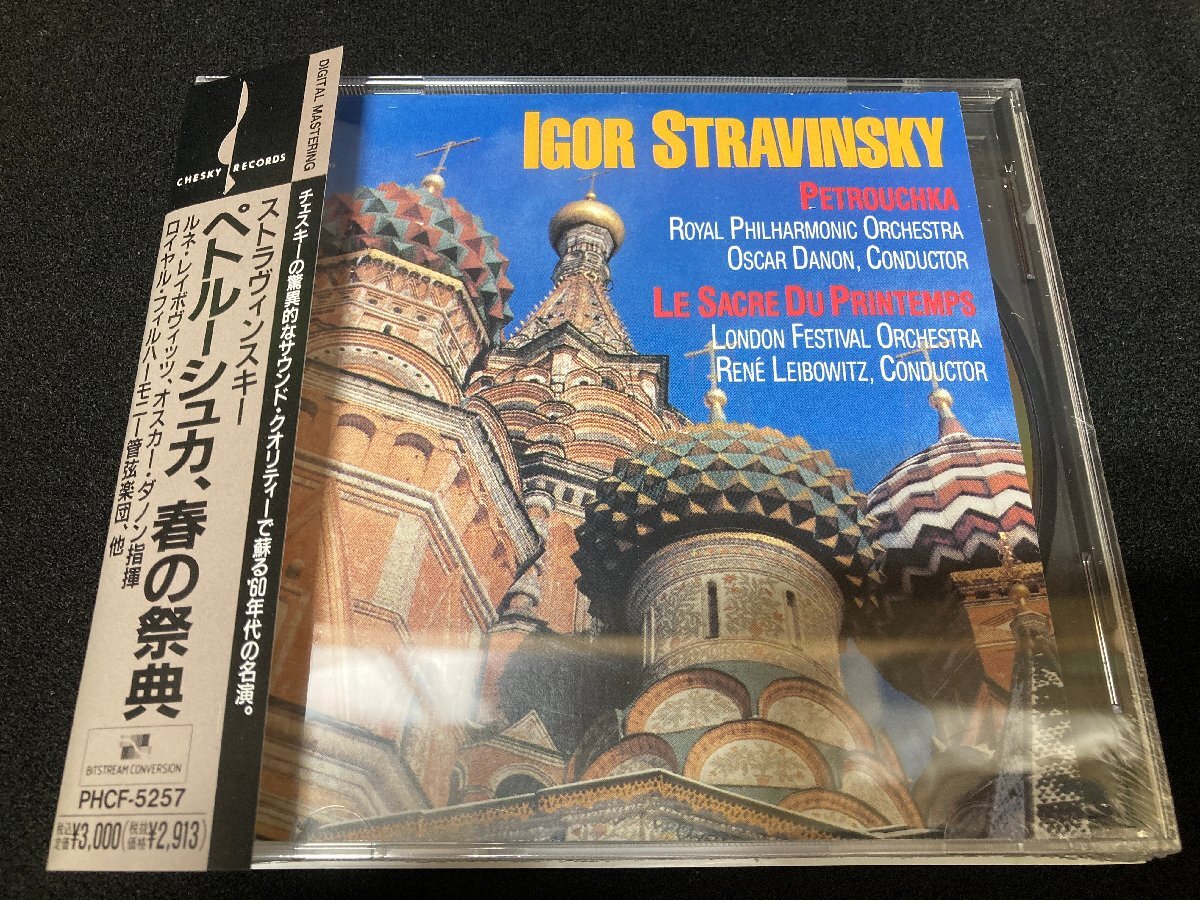 DIGITAL MASTERING
CHESKY RECORDS
チェスキーの驚異的なサウンド・クオリティーで蘇る'60年代の名演。
ストラヴィンスキー
ペトルーシュカ、春の祭典
ルネ・レイボヴィッツ、オスカー・ダノン指揮
ロイヤル・フィルハーモニー管弦楽団、他
BITSTREAM CONVERSION
PHCF-5257
税込定価¥3,000(税抜価格¥2,913)
IGOR STRAVINSKY
PETROUCHKA
ROYAL PHILHARMONIC ORCHESTRA
OSCAR DANON, CONDUCTOR
LE SACRE DU PRINTEMPS
LONDON FESTIVAL ORCHESTRA
RENÉ LEIBOWITZ, CONDUCTOR